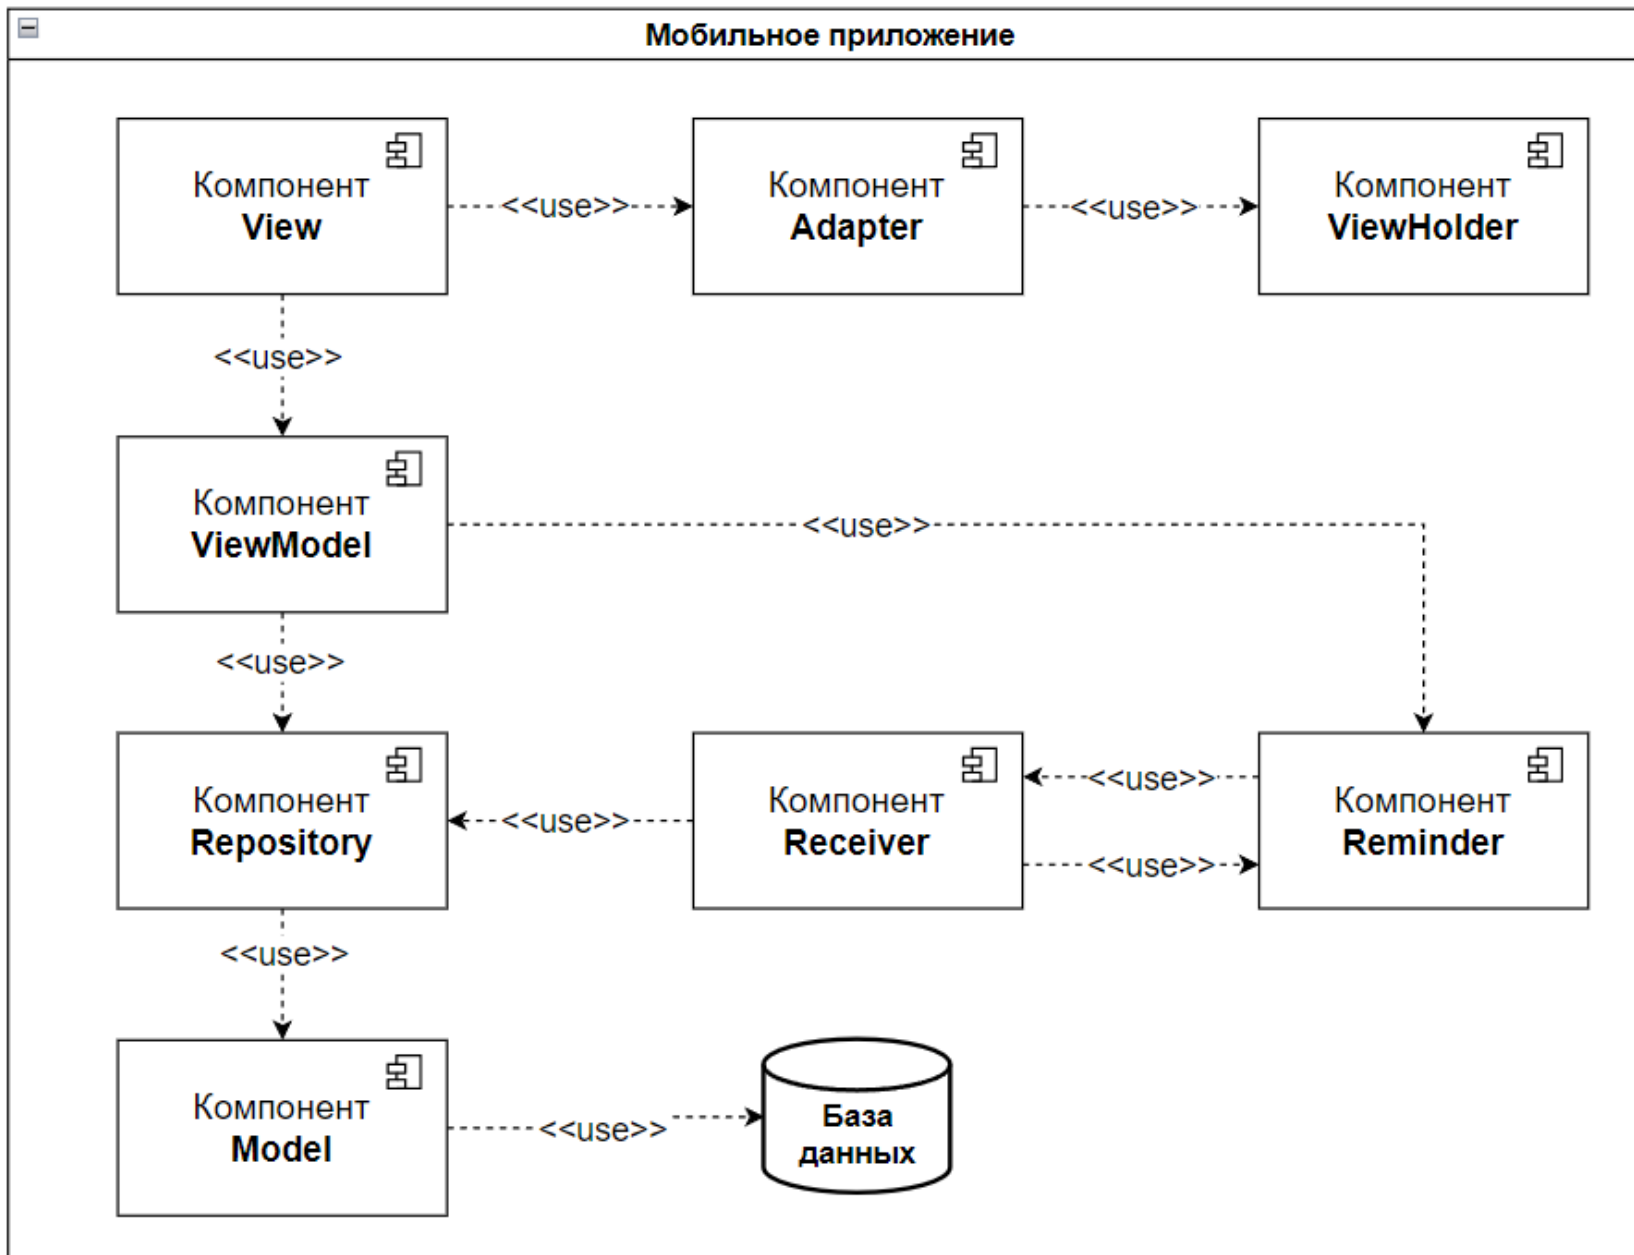 Мобильное приложение
Компонент
View
<<use>>
Компонент
Adapter
<<use>>
Компонент
ViewHolder
<<use>>
Компонент
ViewModel
<<use>>
<<use>>
Компонент
Repository
<<use>>
Компонент
Receiver
<<use>>
<<use>>
Компонент
Reminder
<<use>>
Компонент
Model
<<use>>
База
данных